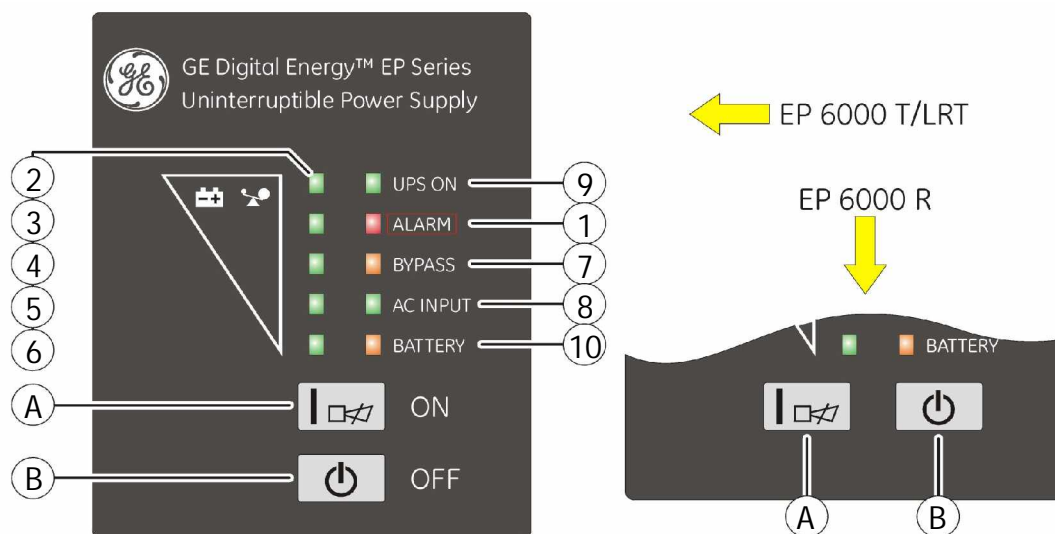 GE
GE Digital Energy™ EP Series
Uninterruptible Power Supply
EP 6000 T/LRT
EP 6000 R
2
UPS ON
9
3
ALARM
1
4
BYPASS
7
5
AC INPUT
8
6
BATTERY
10
BATTERY
A
ON
B
OFF
A
B